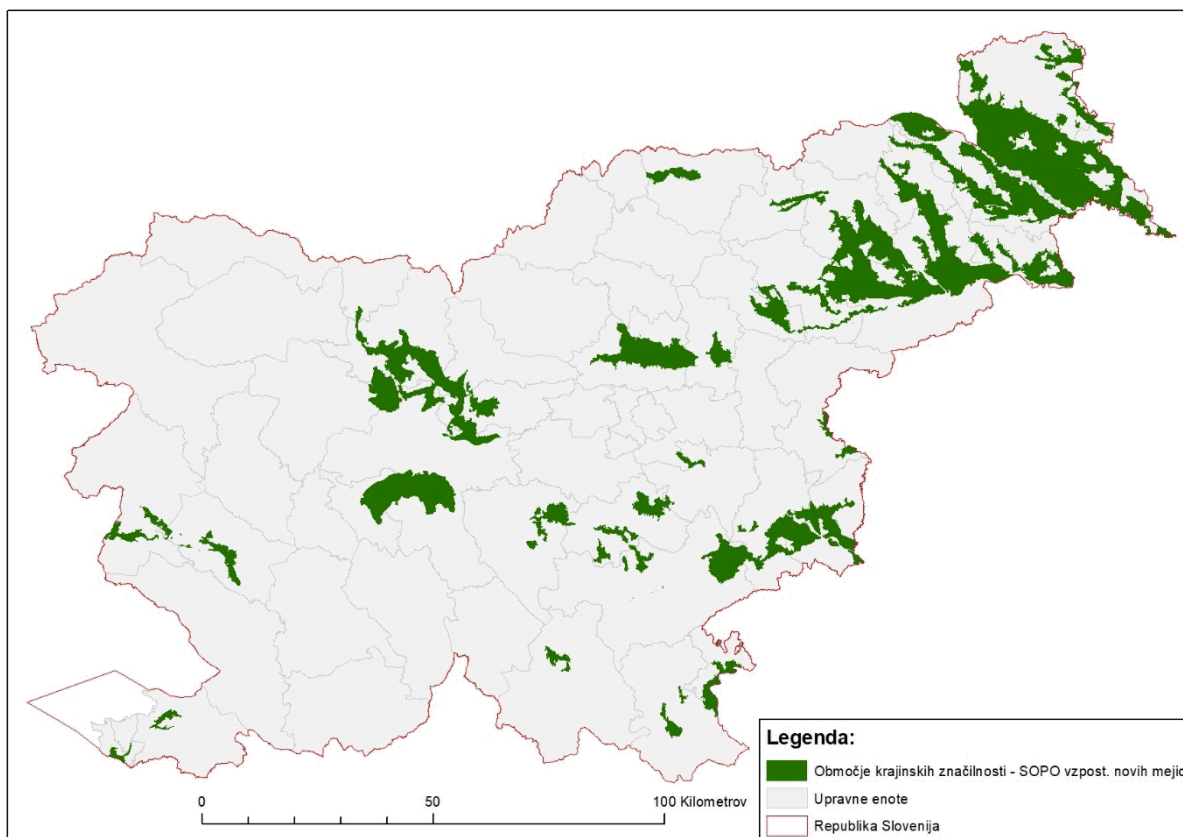 Legenda:
Območje krajinskih značilnosti - SOPO vzpost. novih mejic
Upravne enote
Republika Slovenija
0 50 100 Kilometrov